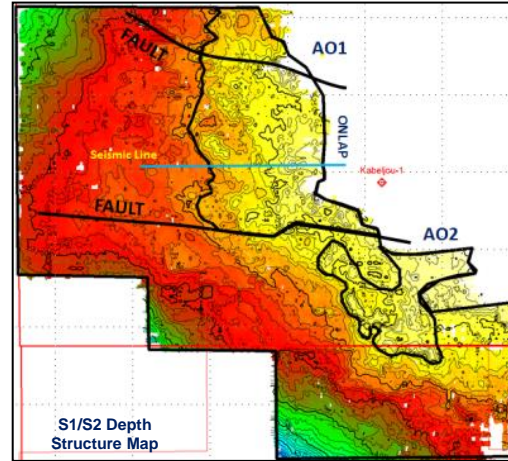 FAULT
AO1
ONLAP
Seismic Line
Kabeljou-1
FAULT
AO2
S1/S2 Depth
Structure Map